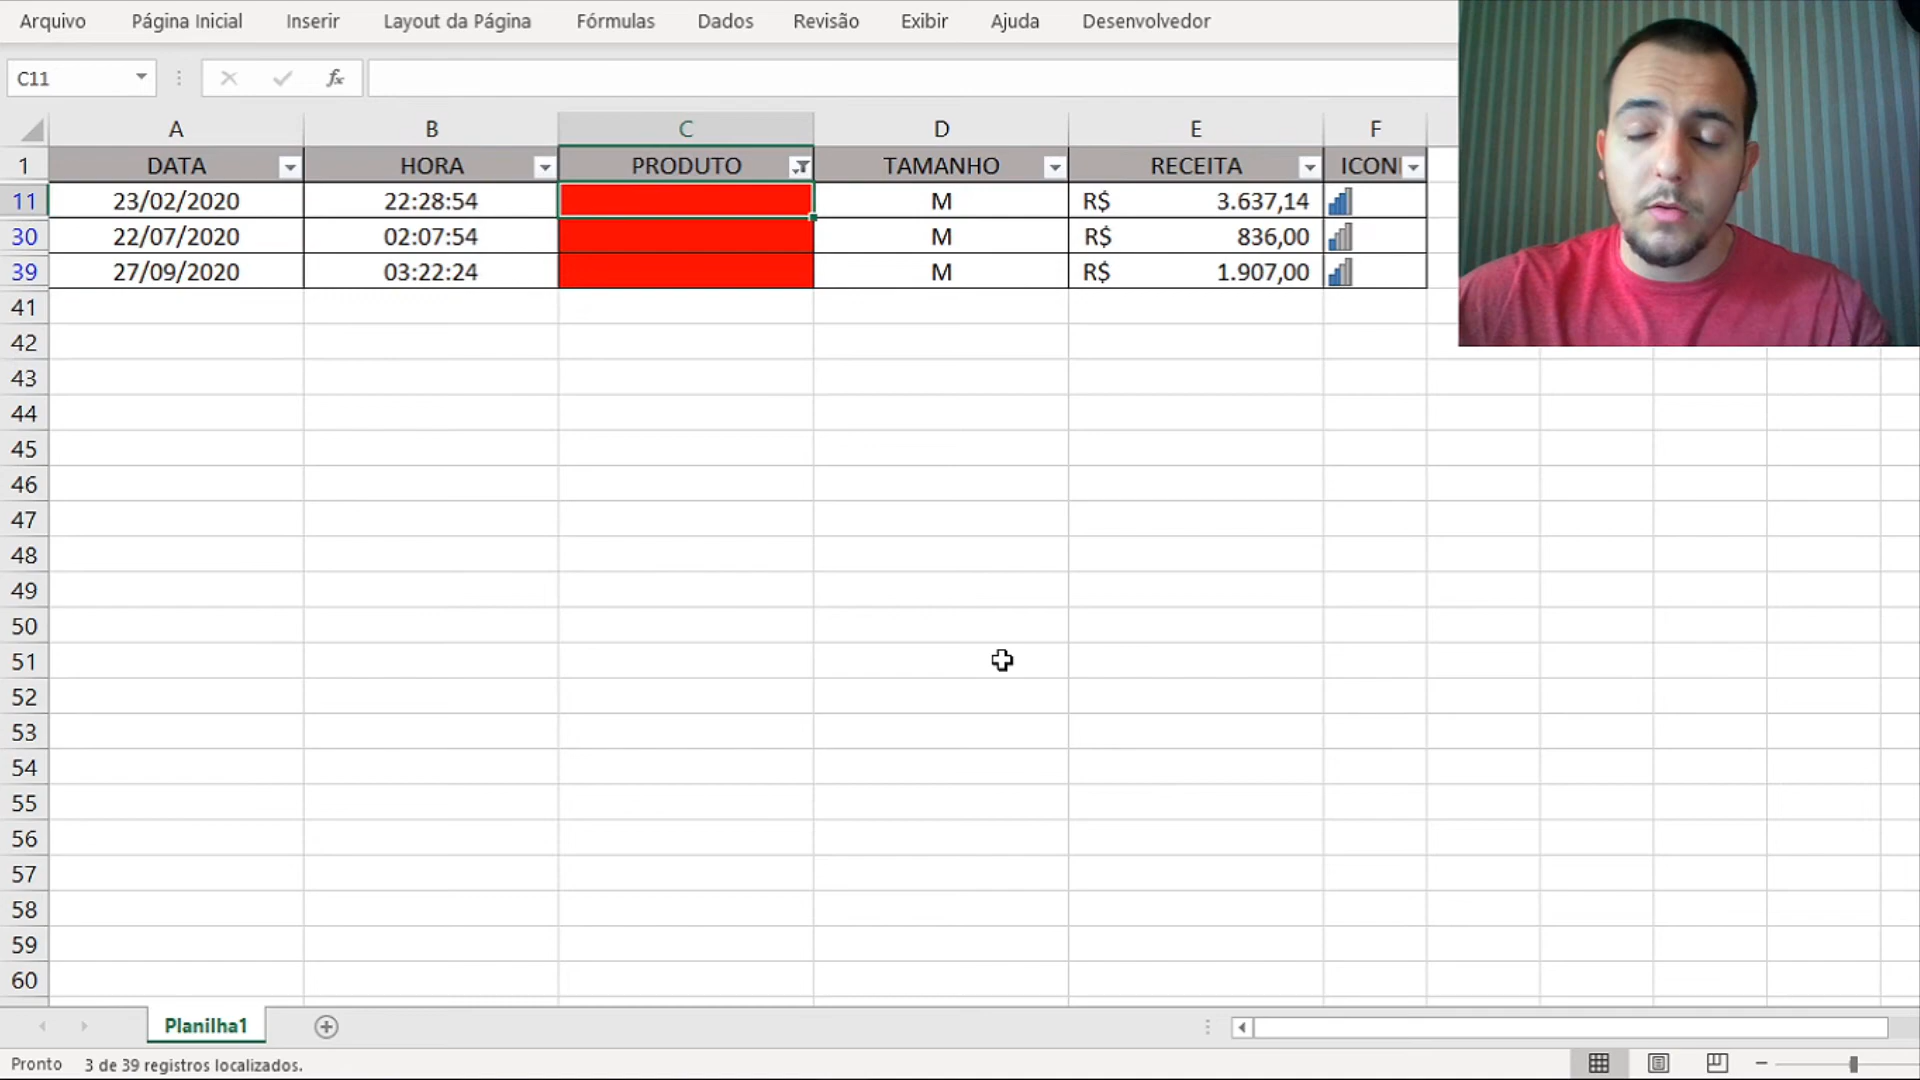 Arquivo Página Inicial Inserir Layout da Página Fórmulas Dados Revisão Exibir Ajuda Desenvolvedor
C11 fx
A B C D E F
1 DATA HORA PRODUTO TAMANHO RECEITA ICON
11 23/02/2020 22:28:54 M R$ 3.637,14
30 22/07/2020 02:07:54 M R$ 836,00
39 27/09/2020 03:22:24 M R$ 1.907,00
41
42
43
44
45
46
47
48
49
50
51
52
53
54
55
56
57
58
59
60
Planilha1
Pronto 3 de 39 registros localizados.